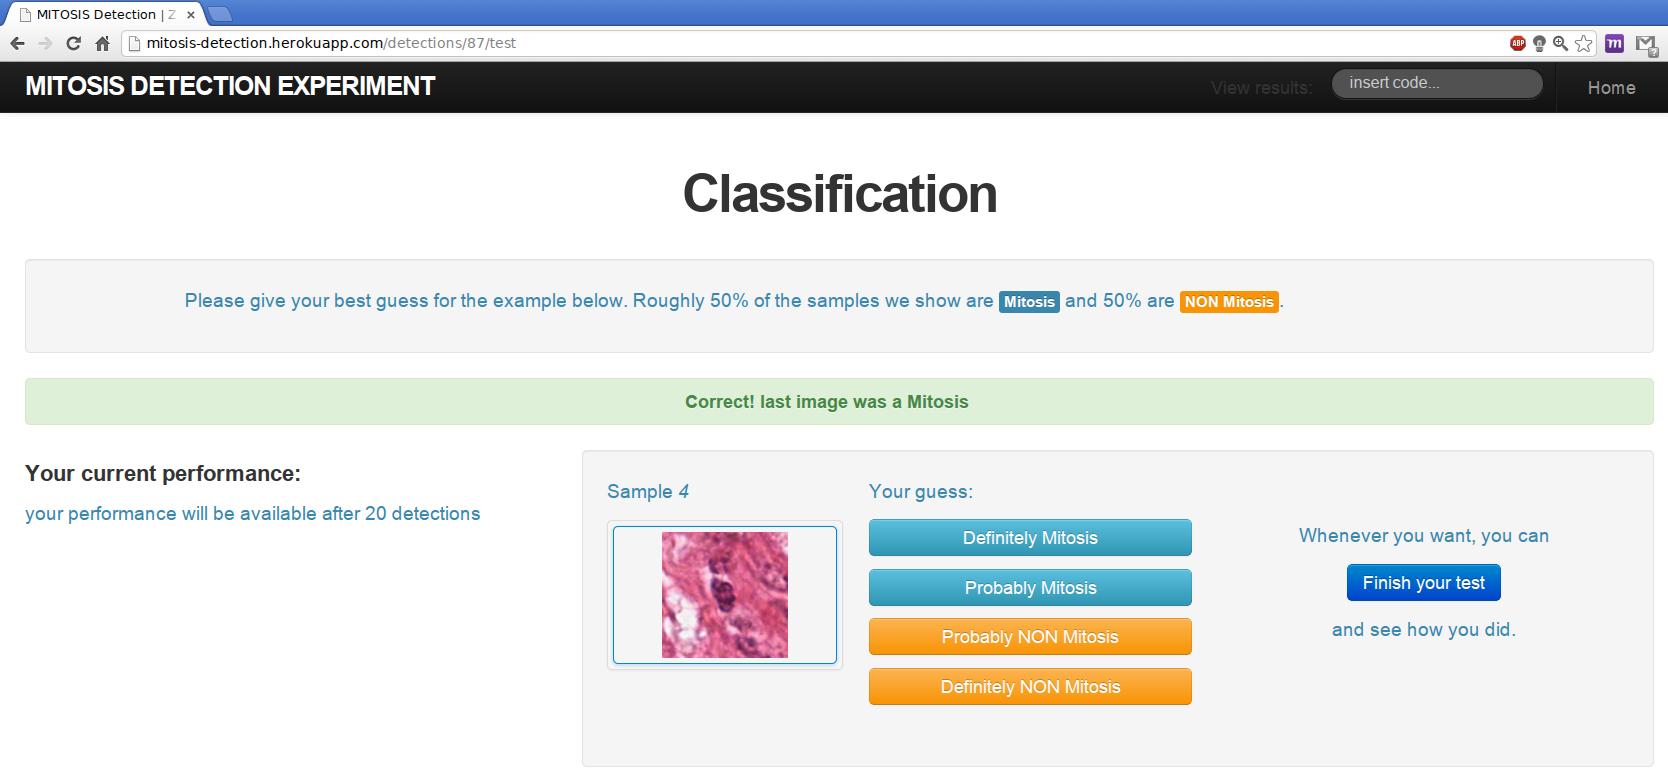 MITOSIS Detection | Z
mitosis-detection.herokuapp.com/detections/87/test
ABP
m
?
MITOSIS DETECTION EXPERIMENT
View results:
insert code...
Home
Classification
Please give your best guess for the example below. Roughly 50% of the samples we show are Mitosis and 50% are NON Mitosis.
Correct! last image was a Mitosis
Your current performance:
your performance will be available after 20 detections
Sample 4
Your guess:
Definitely Mitosis
Probably Mitosis
Probably NON Mitosis
Definitely NON Mitosis
Whenever you want, you can
Finish your test
and see how you did.